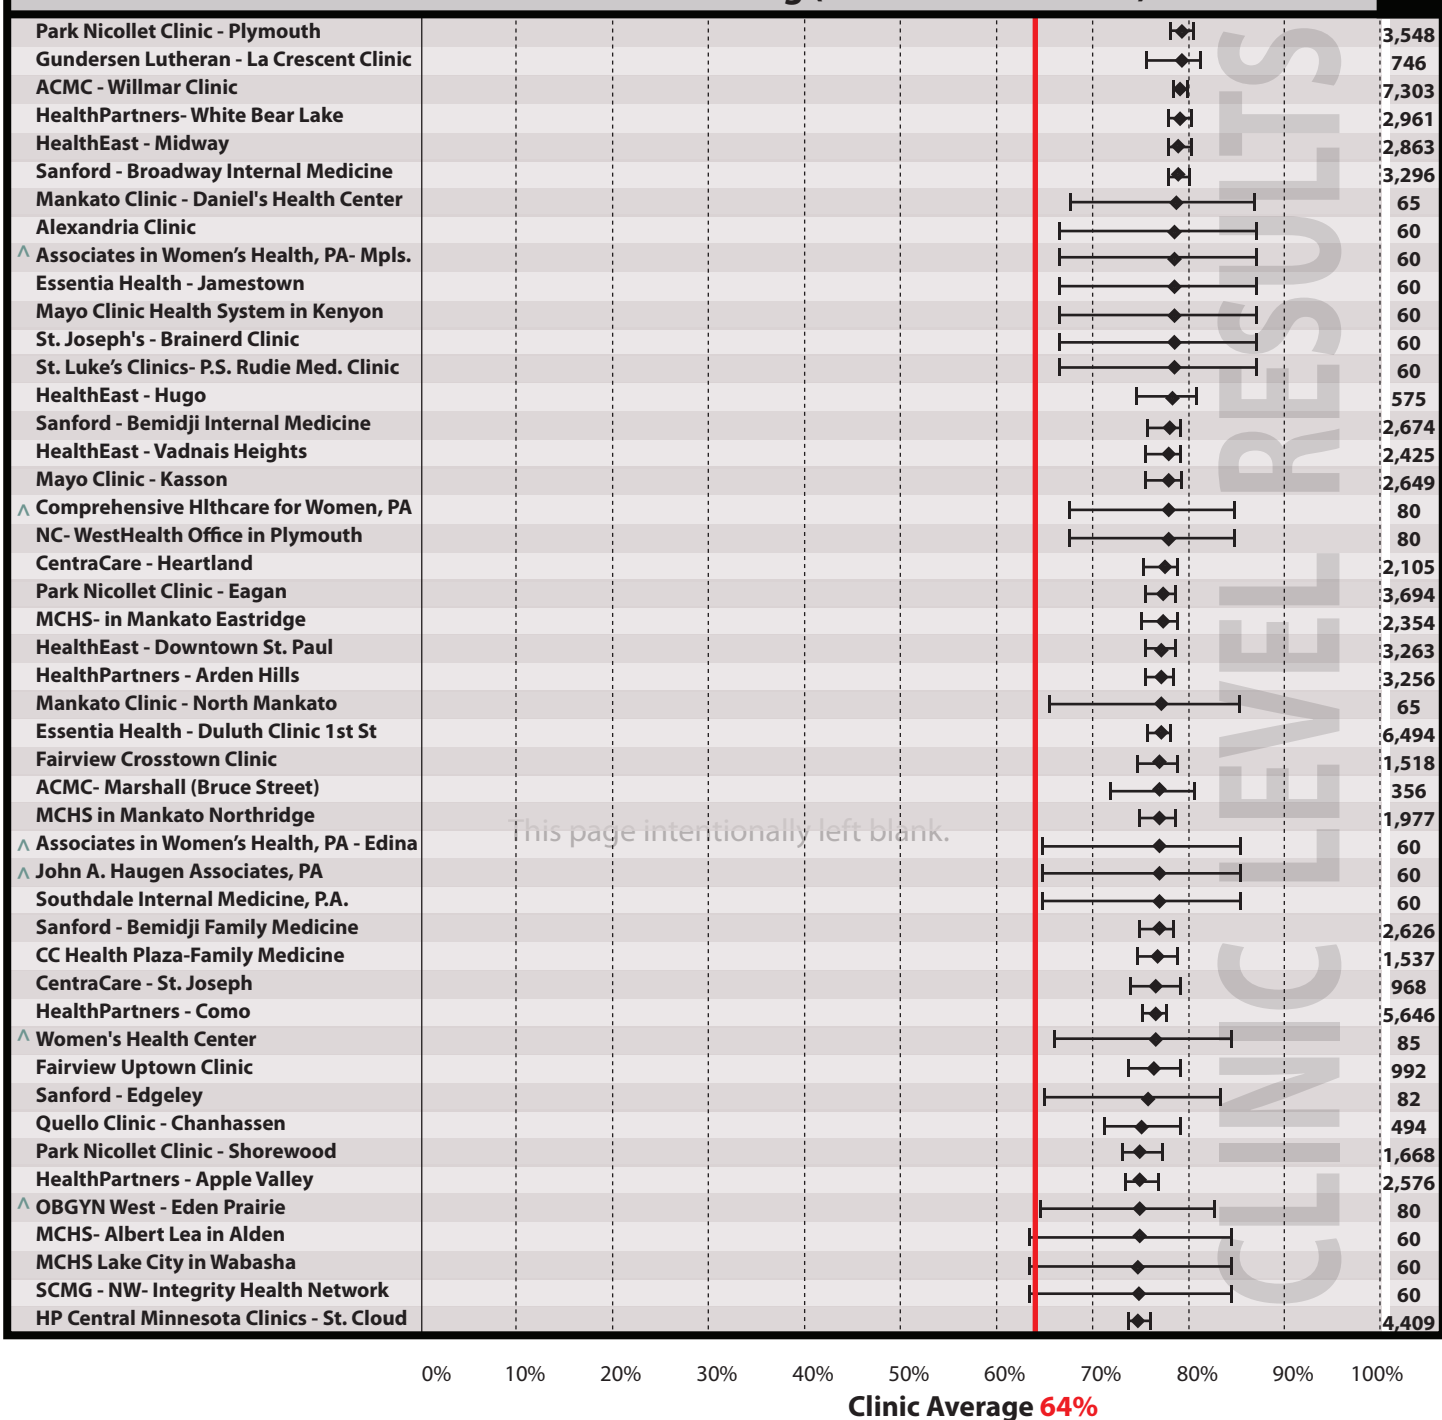 Park Nicollet Clinic - Plymouth 3,548
Gundersen Lutheran - La Crescent Clinic 746
ACMC - Willmar Clinic 7,303
HealthPartners- White Bear Lake 2,961
HealthEast - Midway 2,863
Sanford - Broadway Internal Medicine 3,296
Mankato Clinic - Daniel's Health Center 65
Alexandria Clinic 60
^ Associates in Women’s Health, PA- Mpls. 60
Essentia Health - Jamestown 60
Mayo Clinic Health System in Kenyon 60
St. Joseph's - Brainerd Clinic 60
St. Luke’s Clinics- P.S. Rudie Med. Clinic 60
HealthEast - Hugo 575
Sanford - Bemidji Internal Medicine 2,674
HealthEast - Vadnais Heights 2,425
Mayo Clinic - Kasson 2,649
^ Comprehensive Hlthcare for Women, PA 80
NC- WestHealth Office in Plymouth 80
CentraCare - Heartland 2,105
Park Nicollet Clinic - Eagan 3,694
MCHS- in Mankato Eastridge 2,354
HealthEast - Downtown St. Paul 3,263
HealthPartners - Arden Hills 3,256
Mankato Clinic - North Mankato 65
Essentia Health - Duluth Clinic 1st St 6,494
Fairview Crosstown Clinic 1,518
ACMC- Marshall (Bruce Street) 356
MCHS in Mankato Northridge 1,977
This page intentionally left blank.
^ Associates in Women’s Health, PA - Edina 60
^ John A. Haugen Associates, PA 60
Southdale Internal Medicine, P.A. 60
Sanford - Bemidji Family Medicine 2,626
CC Health Plaza-Family Medicine 1,537
CentraCare - St. Joseph 968
HealthPartners - Como 5,646
^ Women's Health Center 85
Fairview Uptown Clinic 992
Sanford - Edgeley 82
Quello Clinic - Chanhassen 494
Park Nicollet Clinic - Shorewood 1,668
HealthPartners - Apple Valley 2,576
^ OBGYN West - Eden Prairie 80
MCHS- Albert Lea in Alden 60
MCHS Lake City in Wabasha 60
SCMG - NW- Integrity Health Network 60
HP Central Minnesota Clinics - St. Cloud 4,409
CLINIC LEVEL RESULTS
0% 10% 20% 30% 40% 50% 60% 70% 80% 90% 100%
Clinic Average 64%